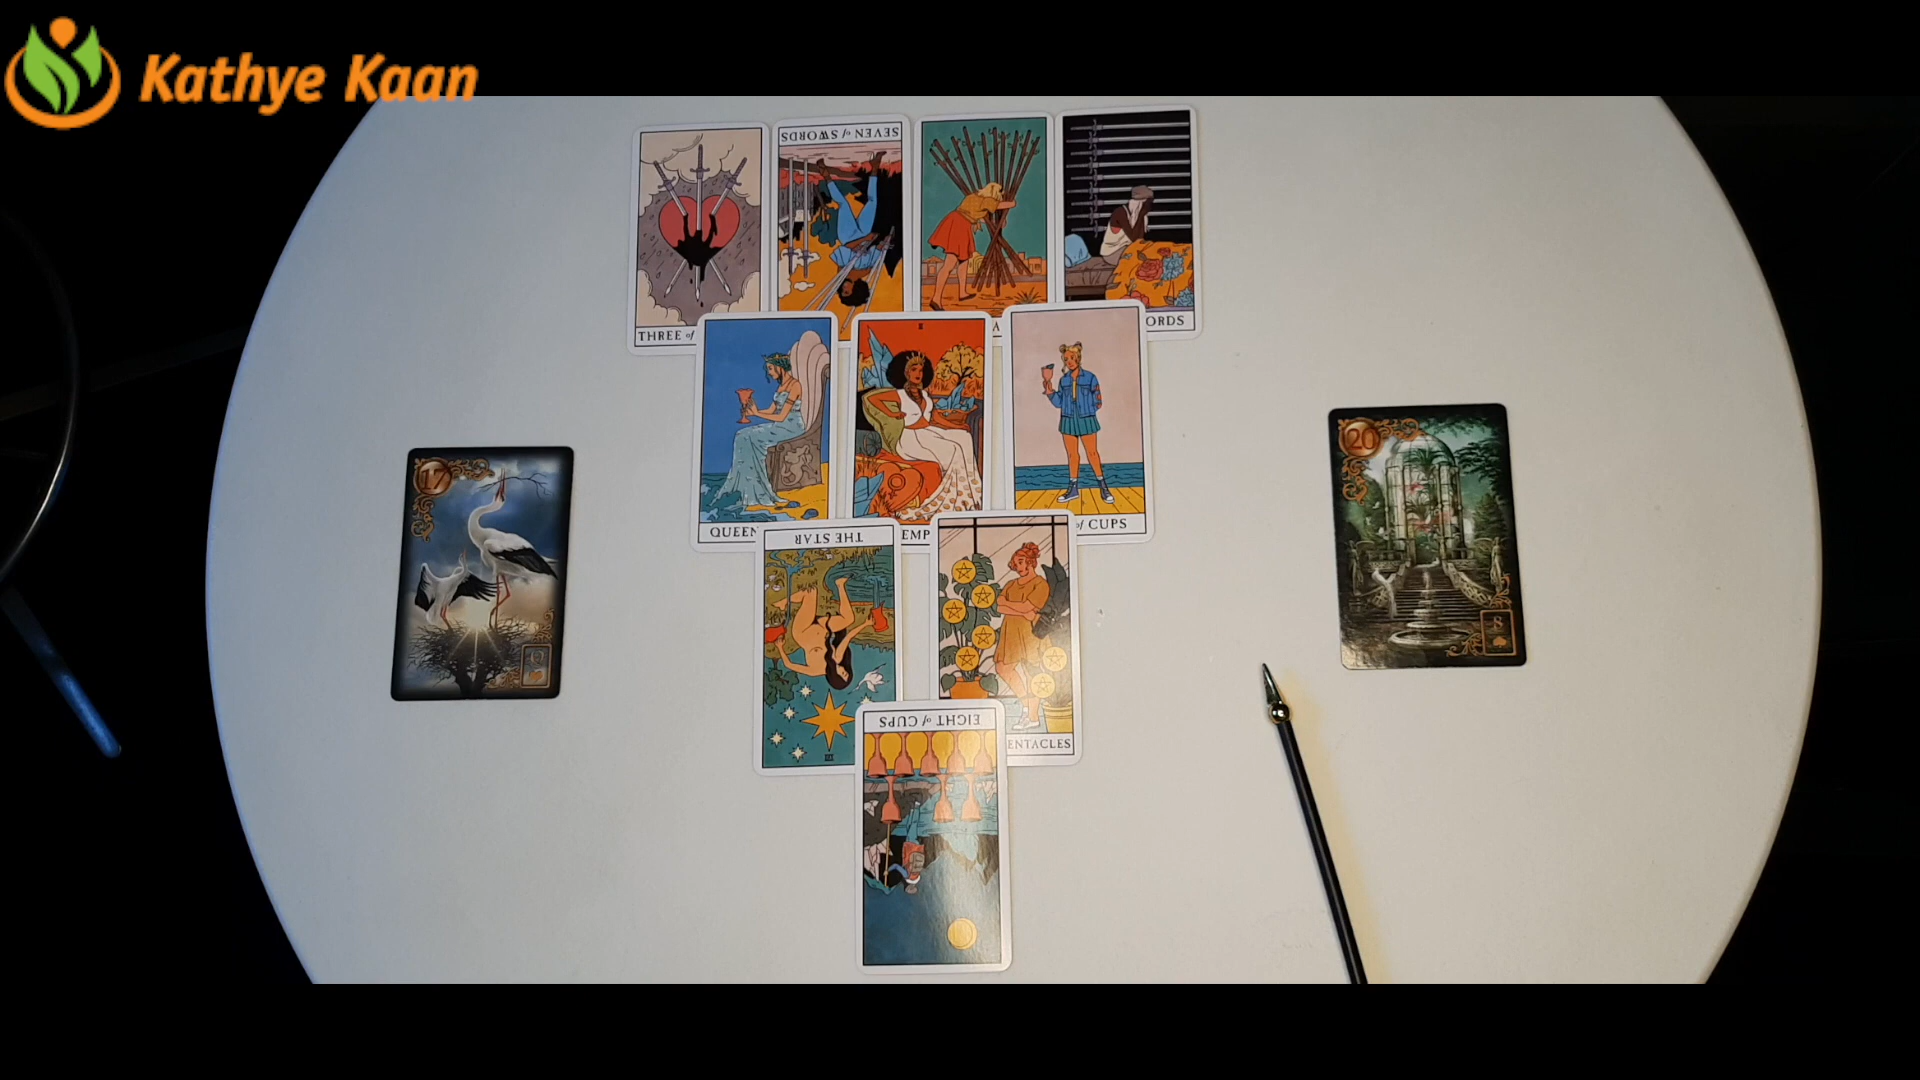 Kathye Kaan
THREE of
SEVEN of SWORDS
ORDS
QUEEN
EMP
of CUPS
THE STAR
ENTACLES
EIGHT of CUPS
17
20
8